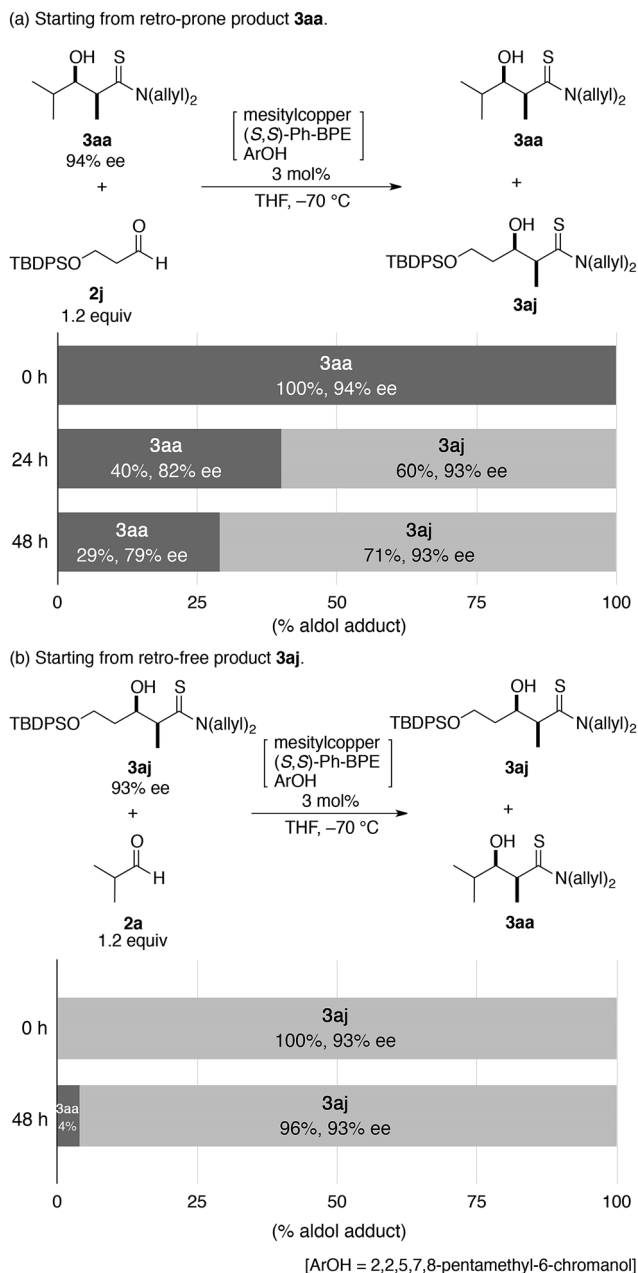 (a) Starting from retro-prone product 3aa.
OH S
N(allyl)2
3aa
94% ee
+
O
TBDPSO H
2j
1.2 equiv
mesitylcopper
(S,S)-Ph-BPE
ArOH
3 mol%
THF, –70 °C
OH S
N(allyl)2
3aa
+
OH S
TBDPSO N(allyl)2
3aj
0 h
3aa
100%, 94% ee
24 h
3aa 3aj
40%, 82% ee 60%, 93% ee
48 h
3aa 3aj
29%, 79% ee 71%, 93% ee
0 25 50 75 100
(% aldol adduct)
(b) Starting from retro-free product 3aj.
OH S
TBDPSO N(allyl)2
3aj
93% ee
+
O
H
2a
1.2 equiv
mesitylcopper
(S,S)-Ph-BPE
ArOH
3 mol%
THF, –70 °C
OH S
TBDPSO N(allyl)2
3aj
+
OH S
N(allyl)2
3aa
0 h
3aj
100%, 93% ee
48 h
3aa 3aj
4% 96%, 93% ee
0 25 50 75 100
(% aldol adduct)
[ArOH = 2,2,5,7,8-pentamethyl-6-chromanol]